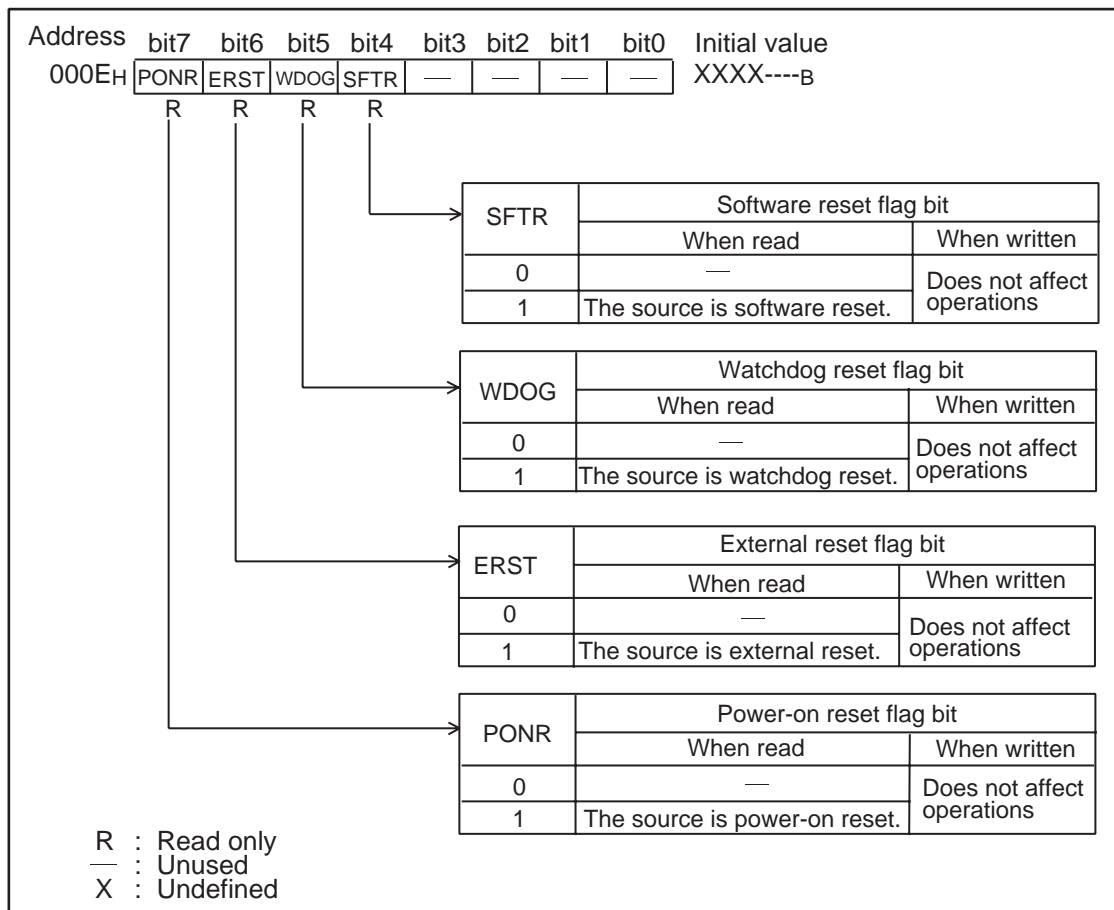 Address bit7 bit6 bit5 bit4 bit3 bit2 bit1 bit0 Initial value
000EH PONR ERST WDOG SFTR — — — — XXXX----B
R R R R
SFTR Software reset flag bit
When read When written
0 — Does not affect operations
1 The source is software reset.
WDOG Watchdog reset flag bit
When read When written
0 — Does not affect operations
1 The source is watchdog reset.
ERST External reset flag bit
When read When written
0 — Does not affect operations
1 The source is external reset.
PONR Power-on reset flag bit
When read When written
0 — Does not affect operations
1 The source is power-on reset.
R : Read only
— : Unused
X : Undefined